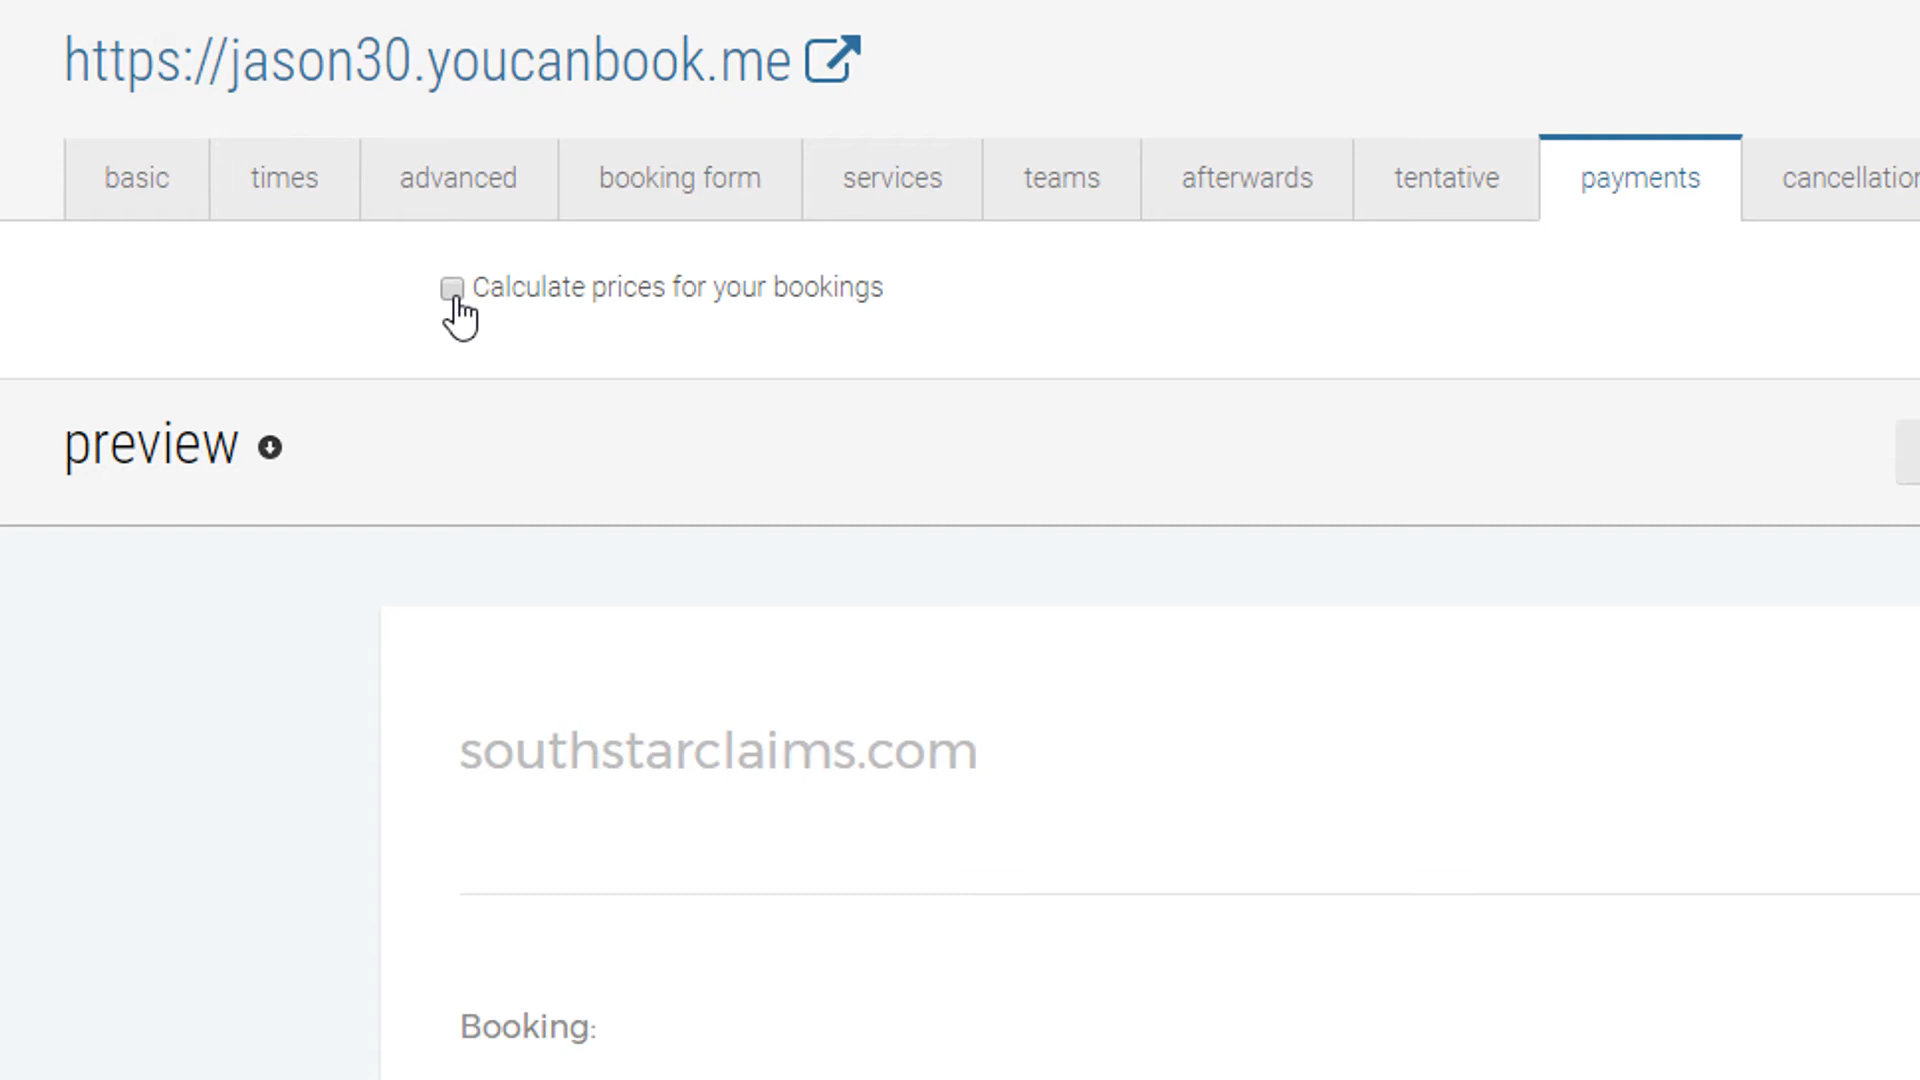 https://jason30.youcanbook.me
basic times advanced booking form services teams afterwards tentative payments cancellation
Calculate prices for your bookings
preview
southstarclaims.com
Booking: